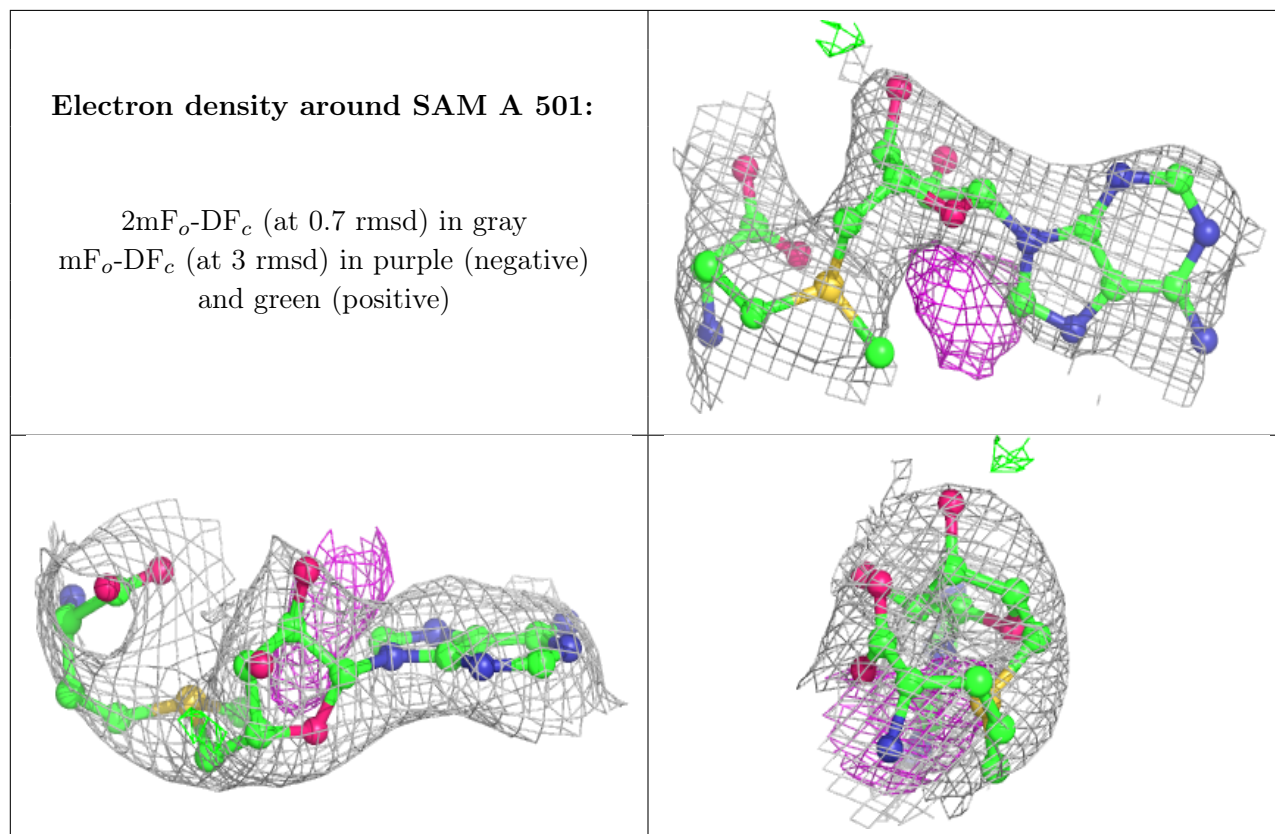 Electron density around SAM A 501:
2mFo-DFc (at 0.7 rmsd) in gray
mFo-DFc (at 3 rmsd) in purple (negative)
and green (positive)